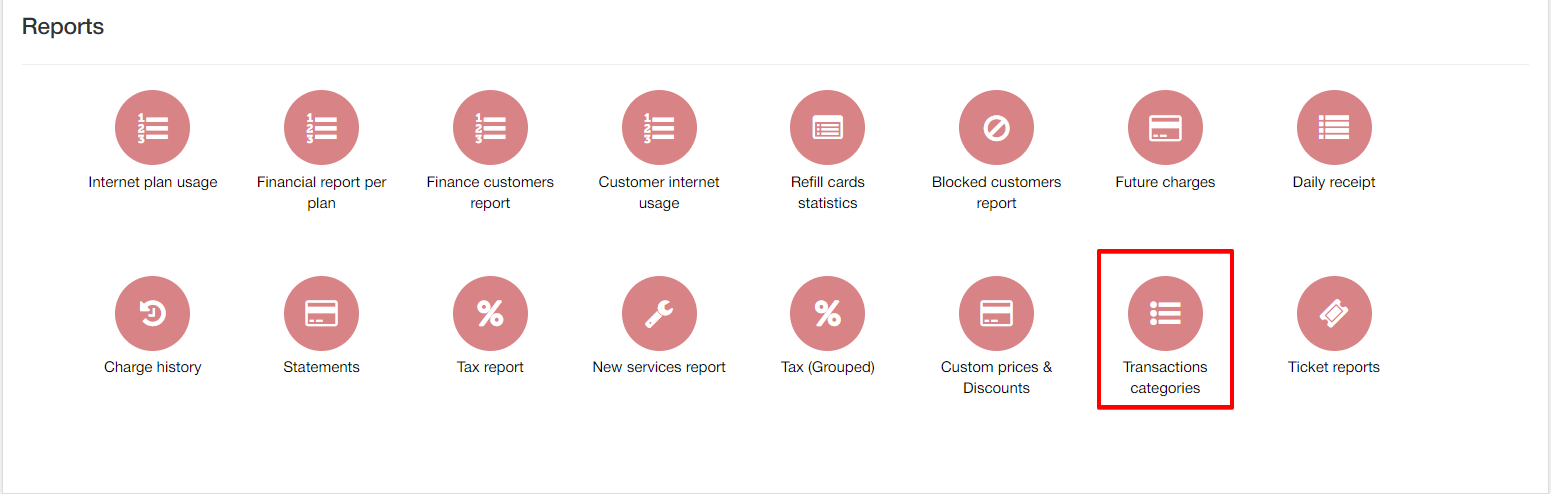 Reports
Internet plan usage
Financial report per
plan
Finance customers
report
Customer internet
usage
Refill cards
statistics
Blocked customers
report
Future charges
Daily receipt
Charge history
Statements
Tax report
New services report
Tax (Grouped)
Custom prices &
Discounts
Transactions
categories
Ticket reports